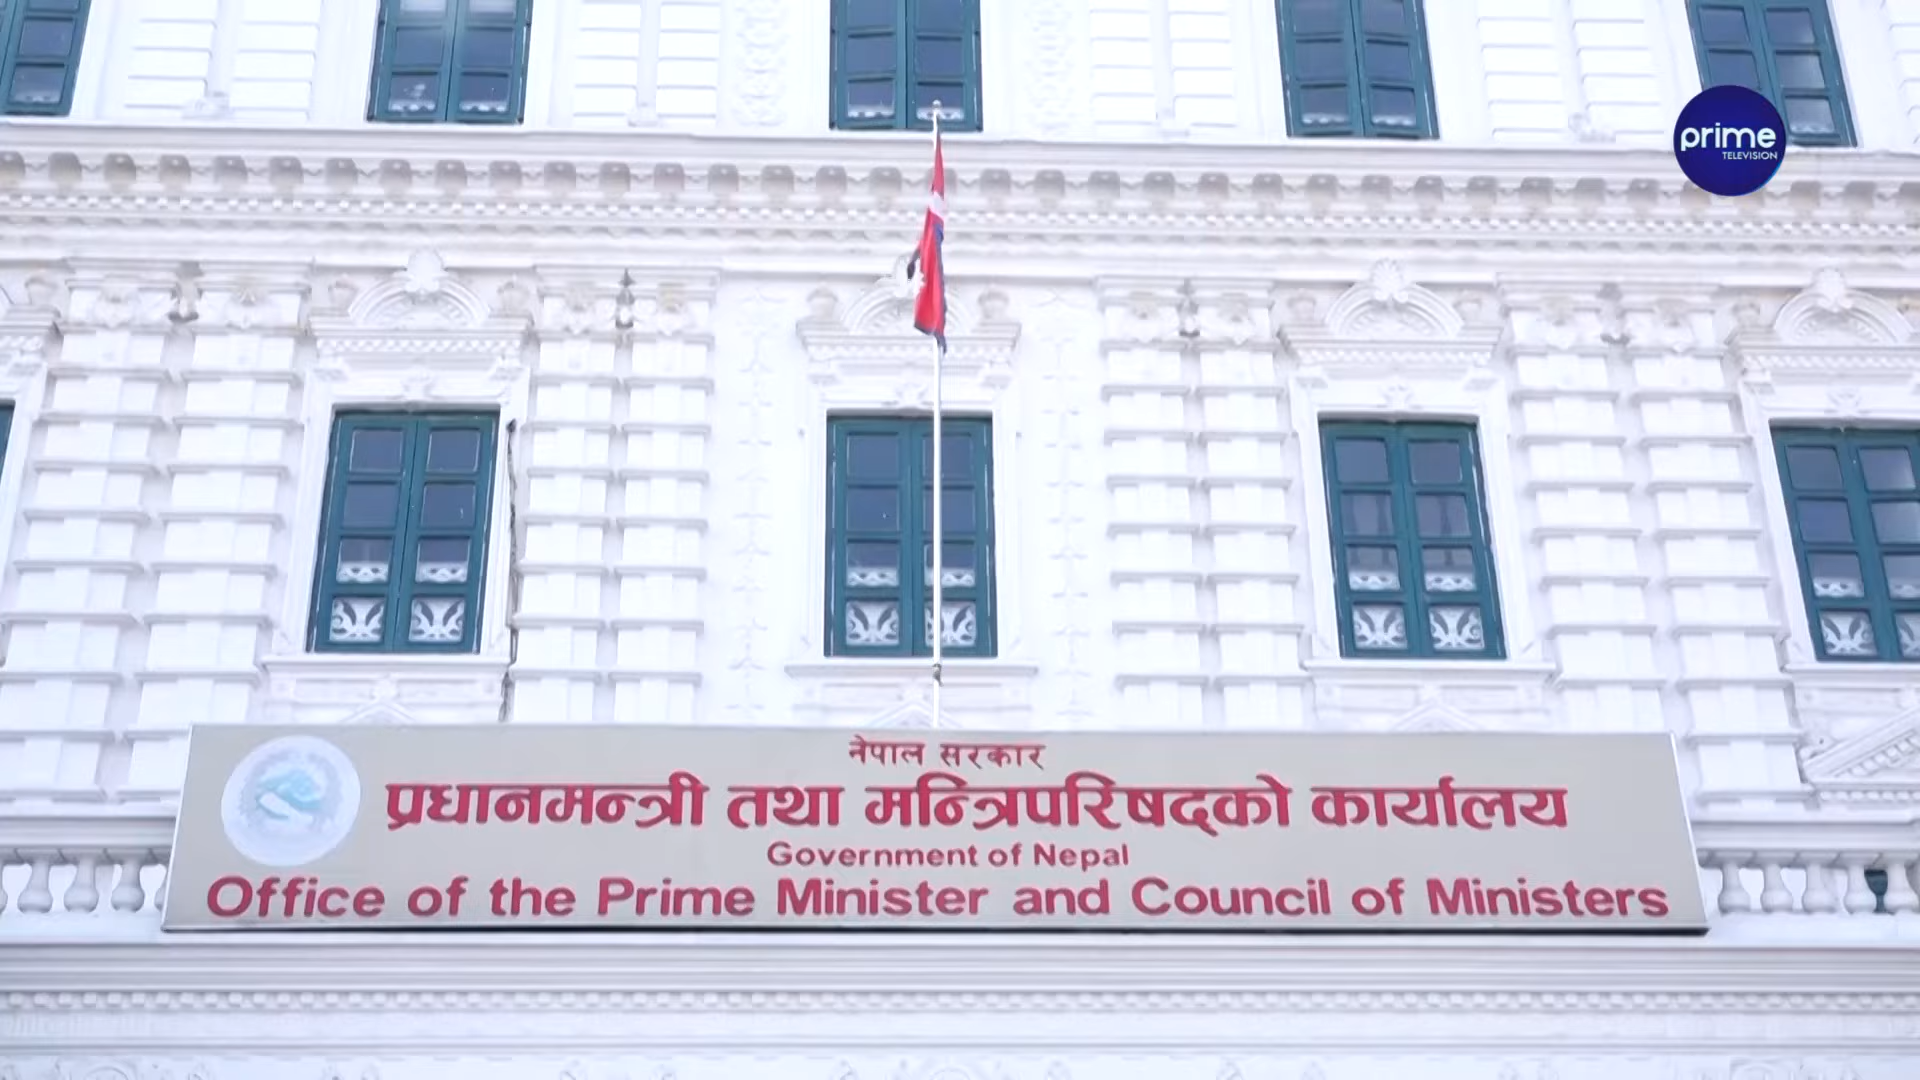 prime
TELEVISION
नेपाल सरकार
प्रधानमन्त्री तथा मन्त्रिपरिषद्को कार्यालय
Government of Nepal
Office of the Prime Minister and Council of Ministers